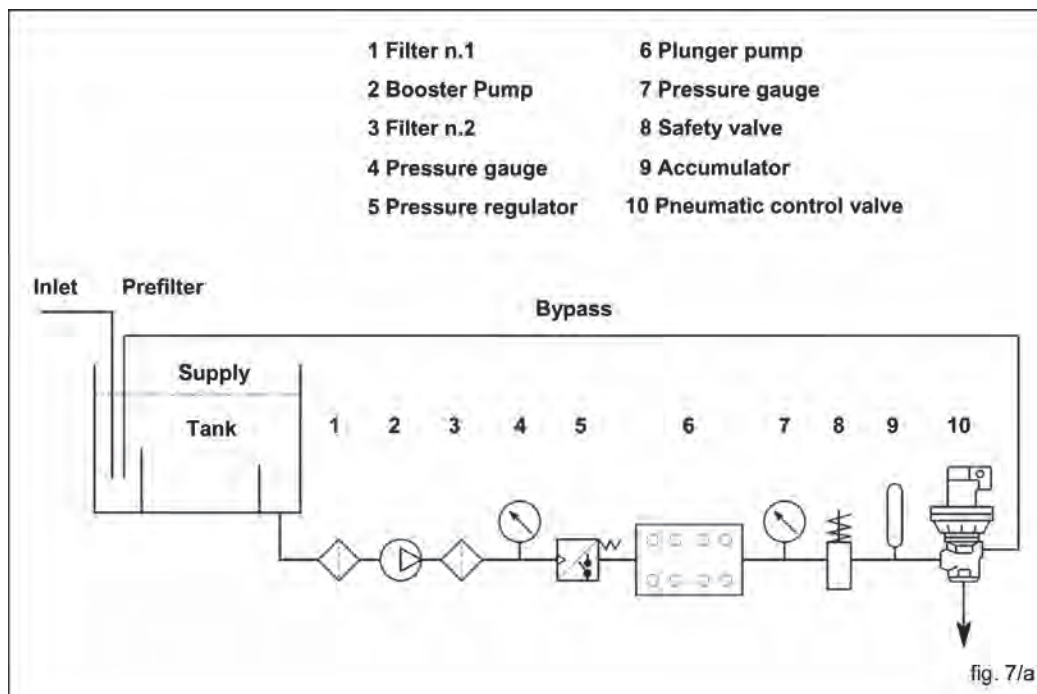 1 Filter n.1
2 Booster Pump
3 Filter n.2
4 Pressure gauge
5 Pressure regulator
6 Plunger pump
7 Pressure gauge
8 Safety valve
9 Accumulator
10 Pneumatic control valve
Inlet Prefilter
Bypass
Supply
Tank
1 2 3 4 5 6 7 8 9 10
fig. 7/a